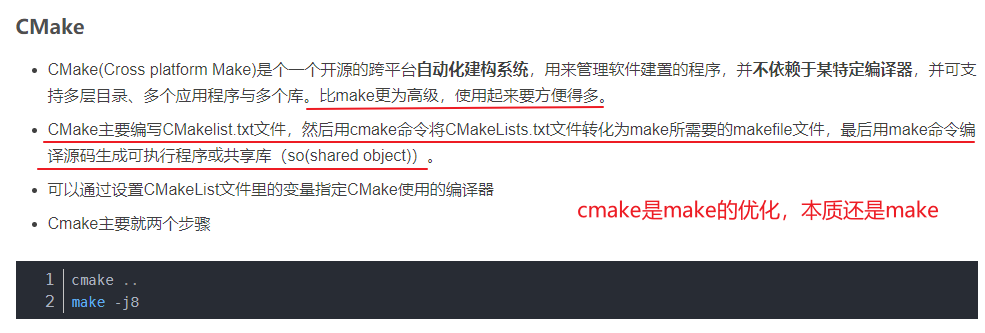 CMake
• CMake(Cross platform Make)是个一个开源的跨平台自动化建构系统，用来管理软件建置的程序，并不依赖于某特定编译器，并可支
持多层目录、多个应用程序与多个库。比make更为高级，使用起来要方便得多。
• CMake主要编写CMakelist.txt文件，然后用cmake命令将CMakeLists.txt文件转化为make所需要的makefile文件，最后用make命令编
译源码生成可执行程序或共享库（so(shared object)）。
• 可以通过设置CMakeList文件里的变量指定CMake使用的编译器
cmake是make的优化，本质还是make
• Cmake主要就两个步骤
1 cmake ..
2 make -j8